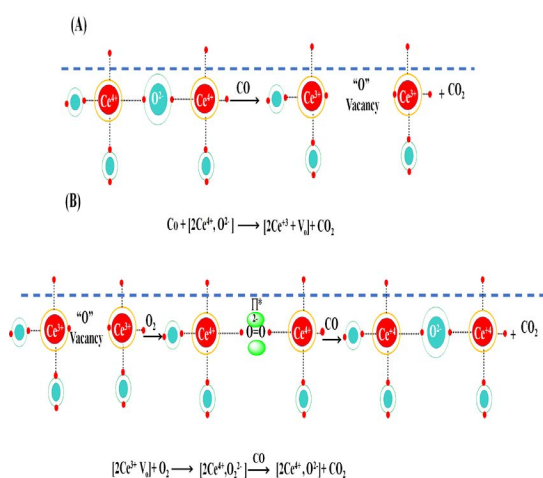 (A)
Ce⁴⁺ O²⁻ Ce⁴⁺ CO Ce³⁺ "O" Vacancy Ce³⁺ + CO₂
(B)
Co + [2Ce⁴⁺, O²⁻] ⟶ [2Ce⁺³ + V₀] + CO₂
Ce³⁺ "O" Vacancy Ce³⁺ O₂ Ce⁴⁺ ∏* 2- O=O Ce⁴⁺ CO Ce⁺⁴ O²⁻ Ce⁺⁴ + CO₂
[2Ce³⁺ V₀] + O₂ ⟶ [2Ce⁴⁺, O₂²⁻] CO ⟶ [2Ce⁴⁺, O²⁻] + CO₂